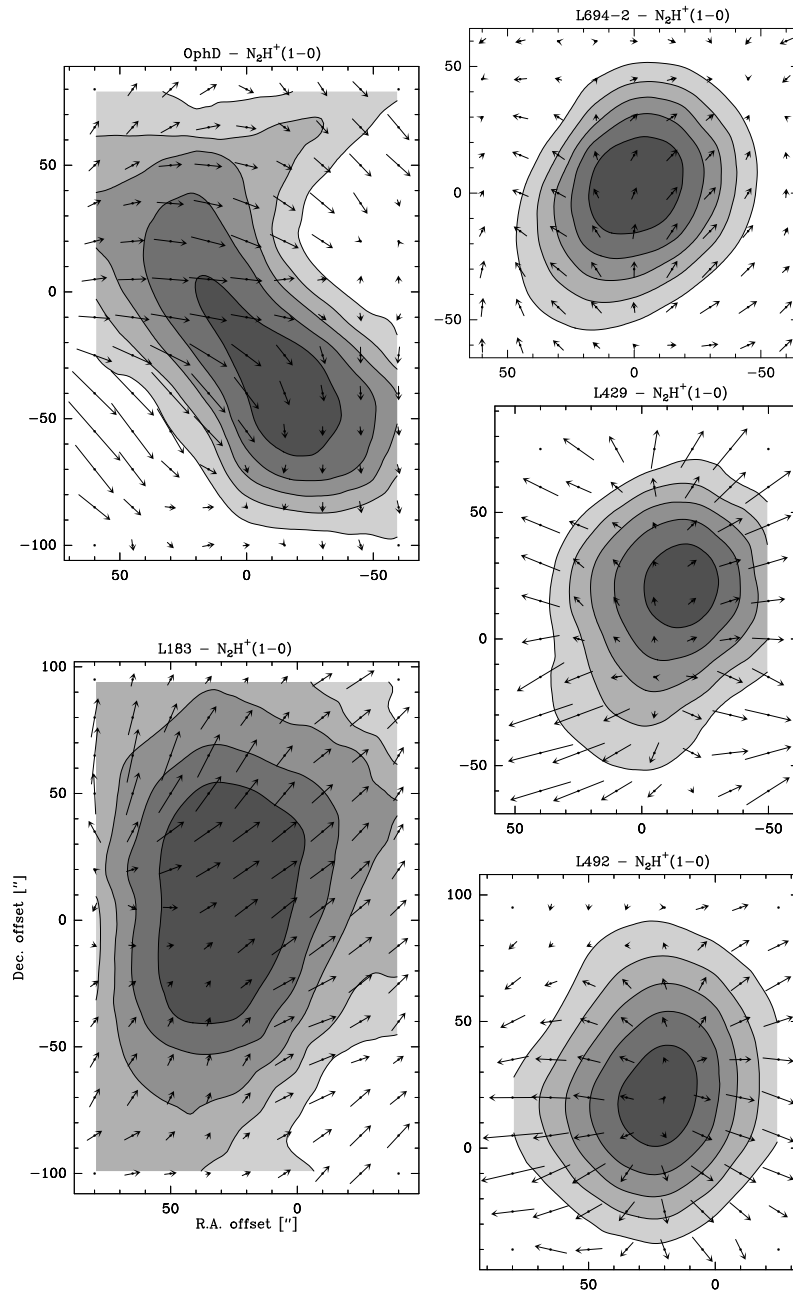 OphD − N₂H⁺(1−0)
50
0
−50
−100
50 0 −50
L694−2 − N₂H⁺(1−0)
50
0
−50
50 0 −50
L429 − N₂H⁺(1−0)
50
0
−50
50 0 −50
L183 − N₂H⁺(1−0)
100
50
0
−50
−100
Dec. offset ["]
50 0
R.A. offset ["]
L492 − N₂H⁺(1−0)
100
50
0
50 0